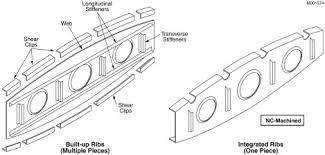 M001574
Longitudinal
Stiffeners
Web
Shear
Clips
Transverse
Stiffeners
Shear
Clips
NC-Machined
Built-up Ribs
(Multiple Pieces)
Integrated Ribs
(One Piece)